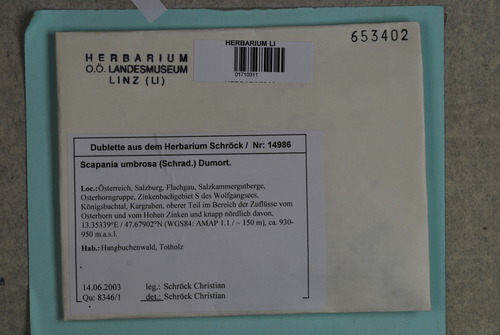 653402
HERBARIUM
O.Ö. LANDESMUSEUM
LINZ (LI)
HERBARIUM LI
01710311
Dublette aus dem Herbarium Schröck / Nr: 14986
Scapania umbrosa (Schrad.) Dumort.
Loc.: Österreich, Salzburg, Flachgau, Salzkammergutberge,
Osterhorngruppe, Zinkenbachgebiet S des Wolfgangsees,
Königsbachtal, Kargraben, oberer Teil im Bereich der Zuflüsse vom
Osterhorn und vom Hohen Zinken und knapp nördlich davon,
13.35339°E / 47.67902°N (WGS84: AMAP 1.1 / ~ 150 m), ca. 930-
950 m.a.s.l.
Hab.: Hangbuchenwald, Totholz
14.06.2003 leg.: Schröck Christian
Qu: 8346/1 det.: Schröck Christian